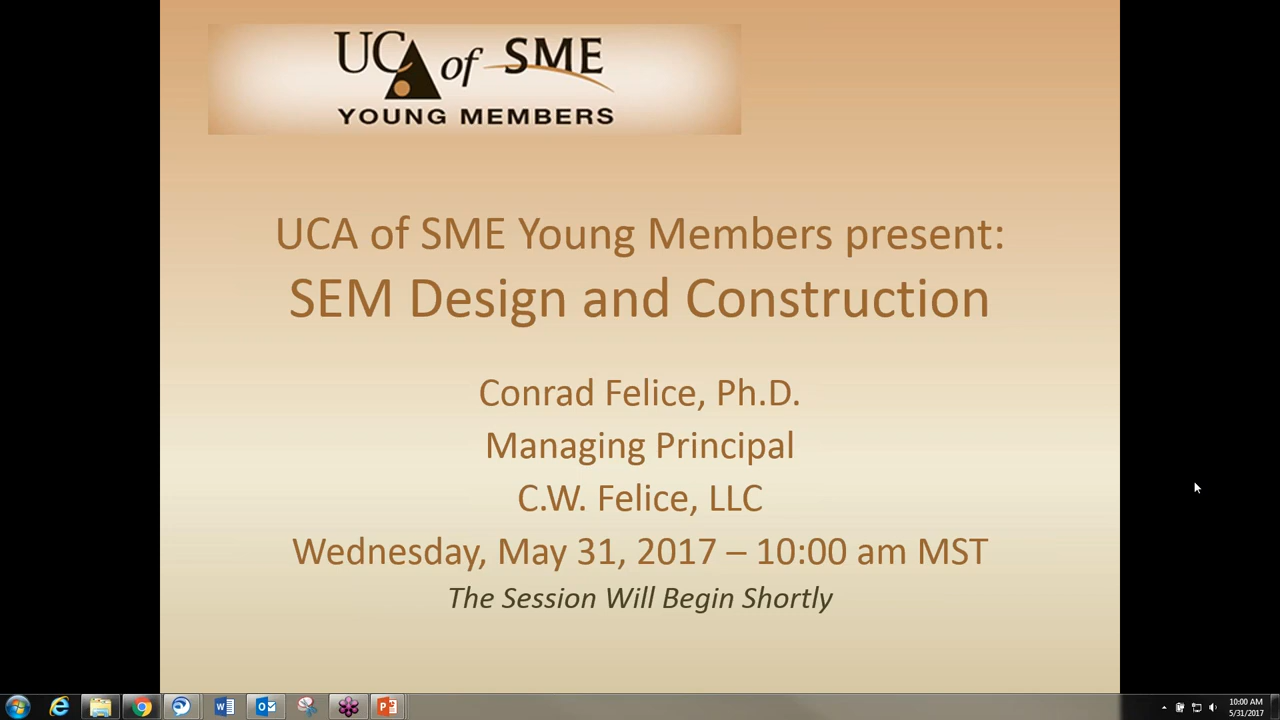 UCA of SME
YOUNG MEMBERS
UCA of SME Young Members present:
SEM Design and Construction
Conrad Felice, Ph.D.
Managing Principal
C.W. Felice, LLC
Wednesday, May 31, 2017 – 10:00 am MST
The Session Will Begin Shortly
10:00 AM
5/31/2017